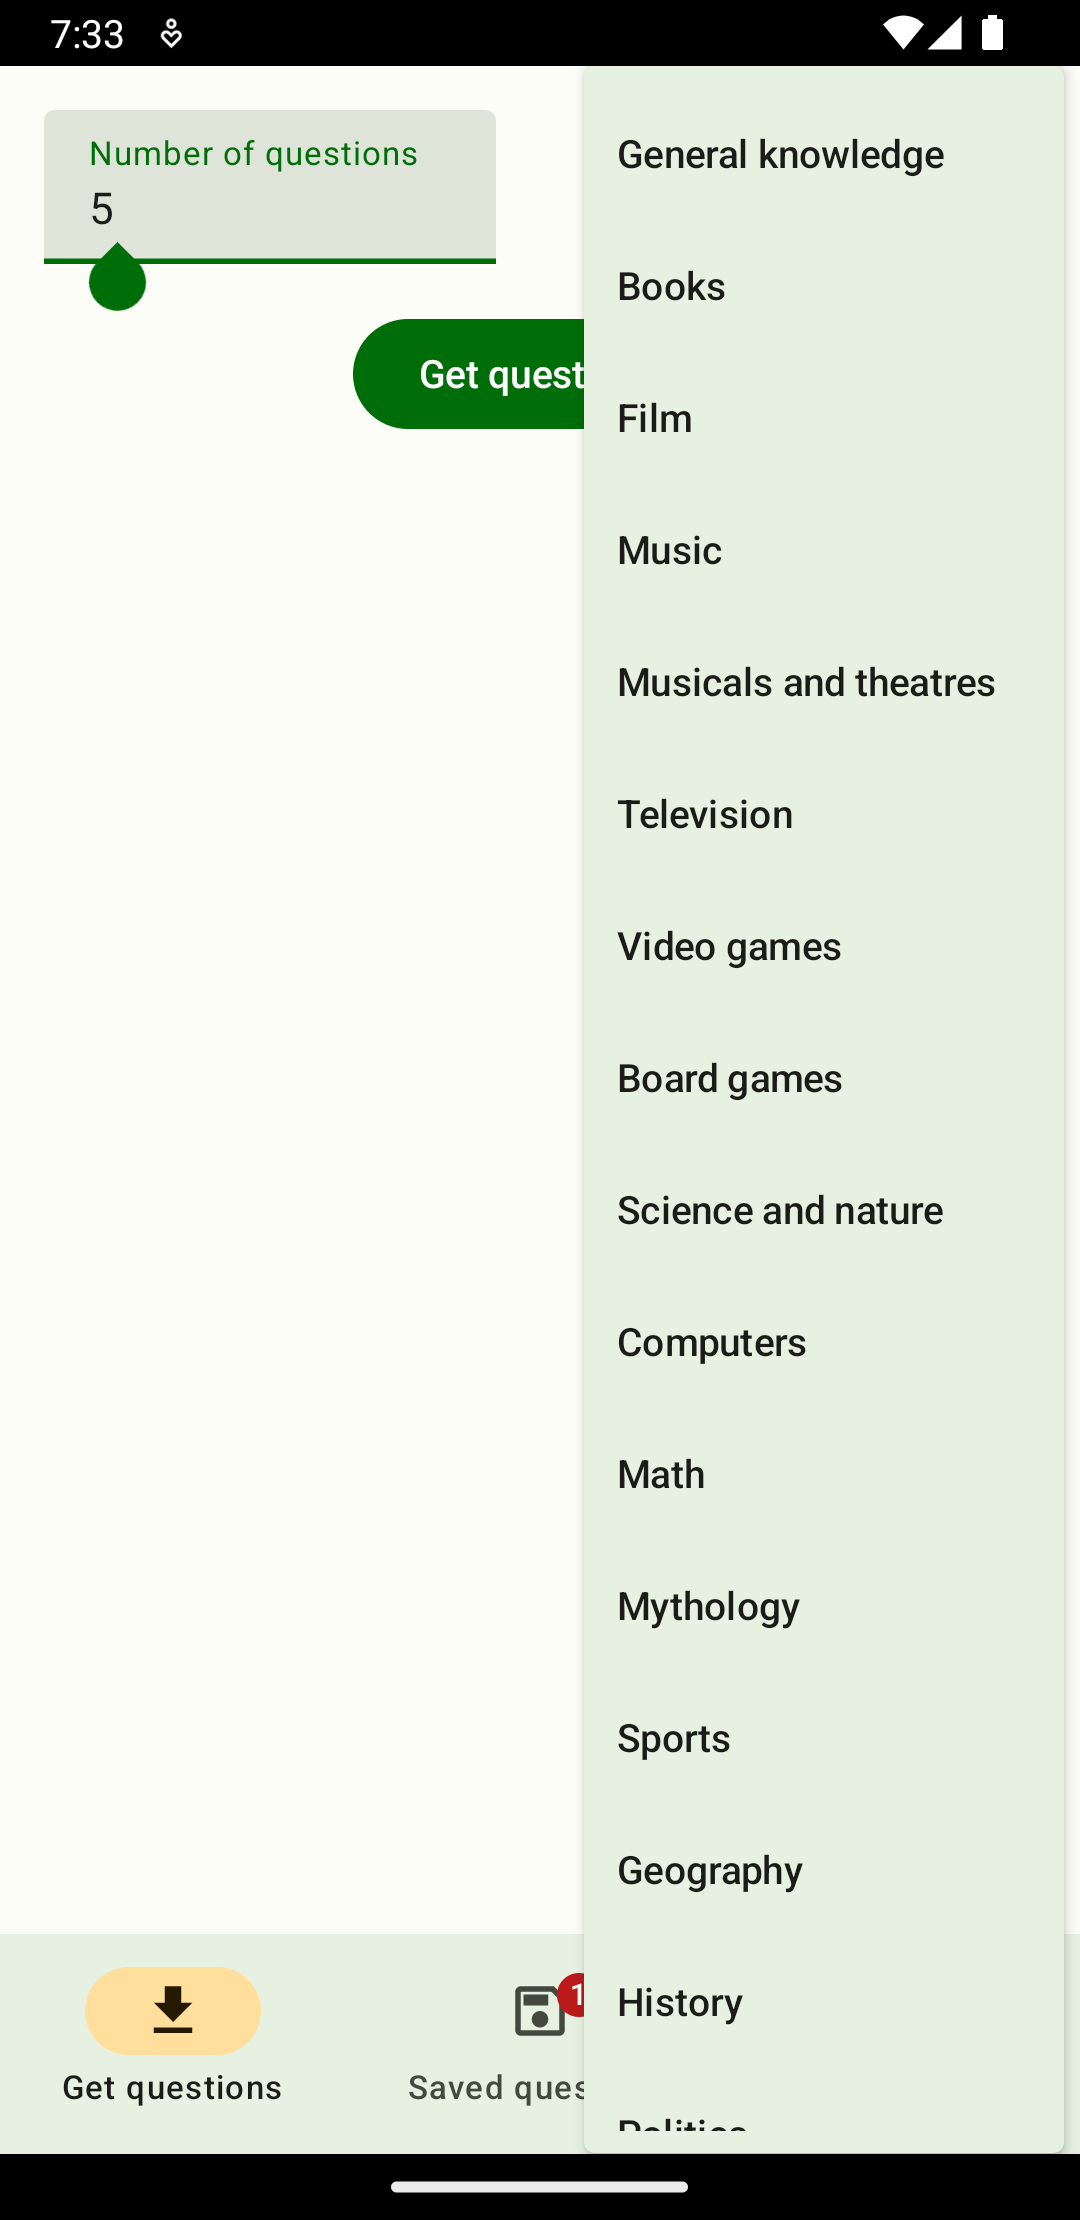 7:33
Number of questions
5
Get quest
General knowledge
Books
Film
Music
Musicals and theatres
Television
Video games
Board games
Science and nature
Computers
Math
Mythology
Sports
Geography
History
Politics
Get questions
1
Saved ques